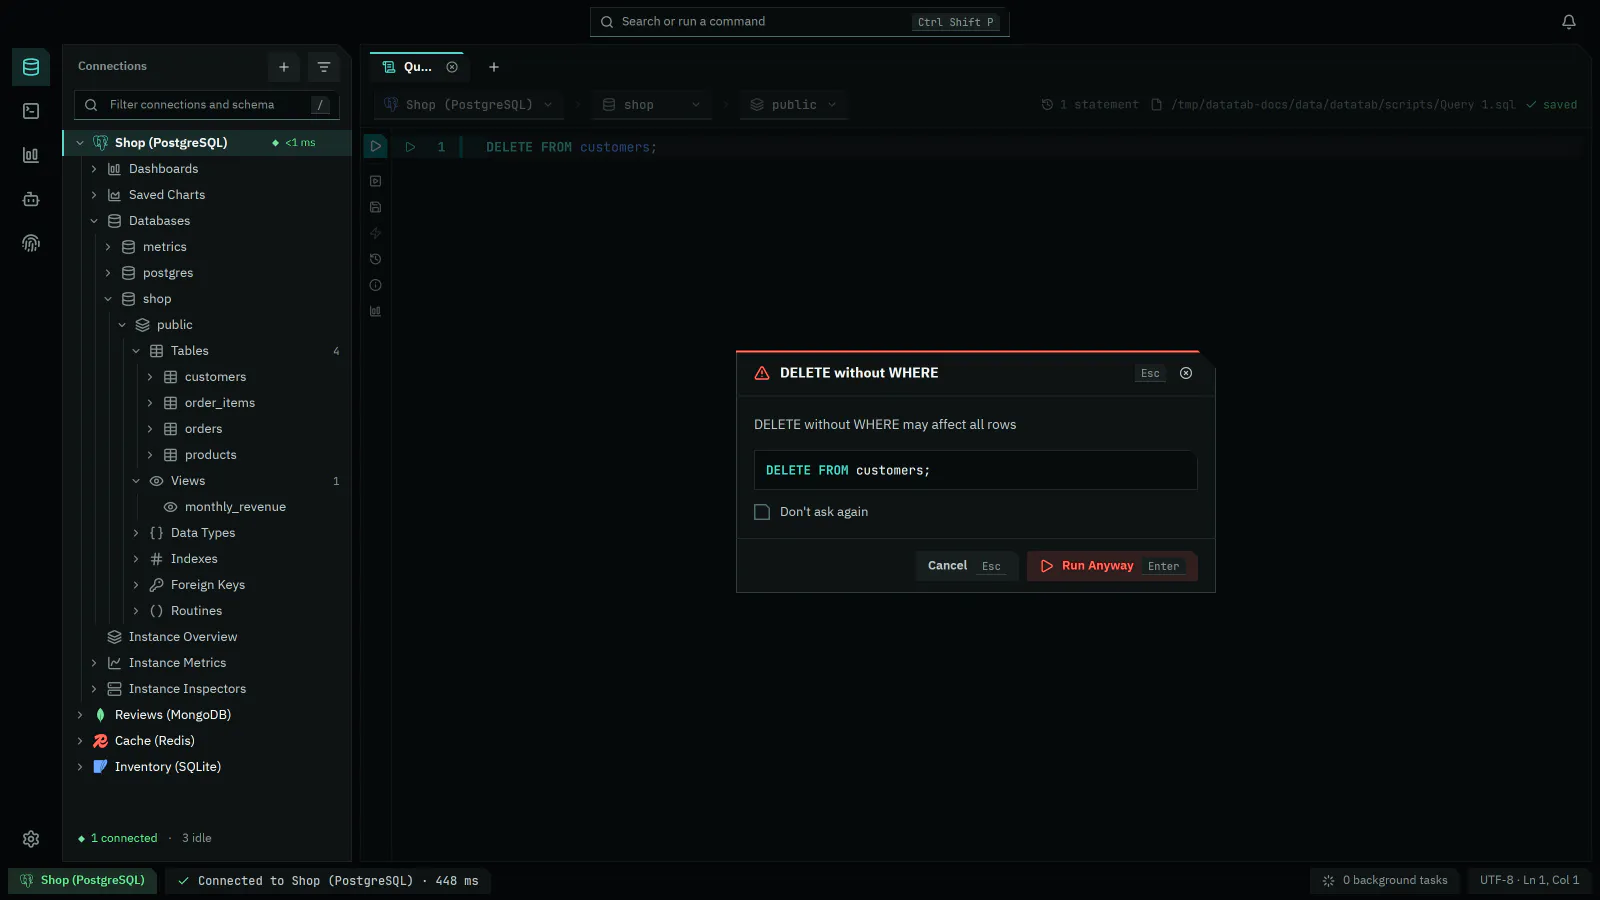 Search or run a command
Ctrl Shift P
Connections
Filter connections and schema
/
Shop (PostgreSQL)
<1 ms
Dashboards
Saved Charts
Databases
metrics
postgres
shop
public
Tables
4
customers
order_items
orders
products
Views
1
monthly_revenue
Data Types
Indexes
Foreign Keys
Routines
Instance Overview
Instance Metrics
Instance Inspectors
Reviews (MongoDB)
Cache (Redis)
Inventory (SQLite)
1 connected · 3 idle
Qu...
Shop (PostgreSQL)
shop
public
1 statement
/tmp/datatab-docs/data/datatab/scripts/Query 1.sql
saved
1
DELETE FROM customers;
DELETE without WHERE
Esc
DELETE without WHERE may affect all rows
DELETE FROM customers;
Don't ask again
Cancel Esc
Run Anyway Enter
Shop (PostgreSQL)
Connected to Shop (PostgreSQL) · 448 ms
0 background tasks
UTF-8 · Ln 1, Col 1